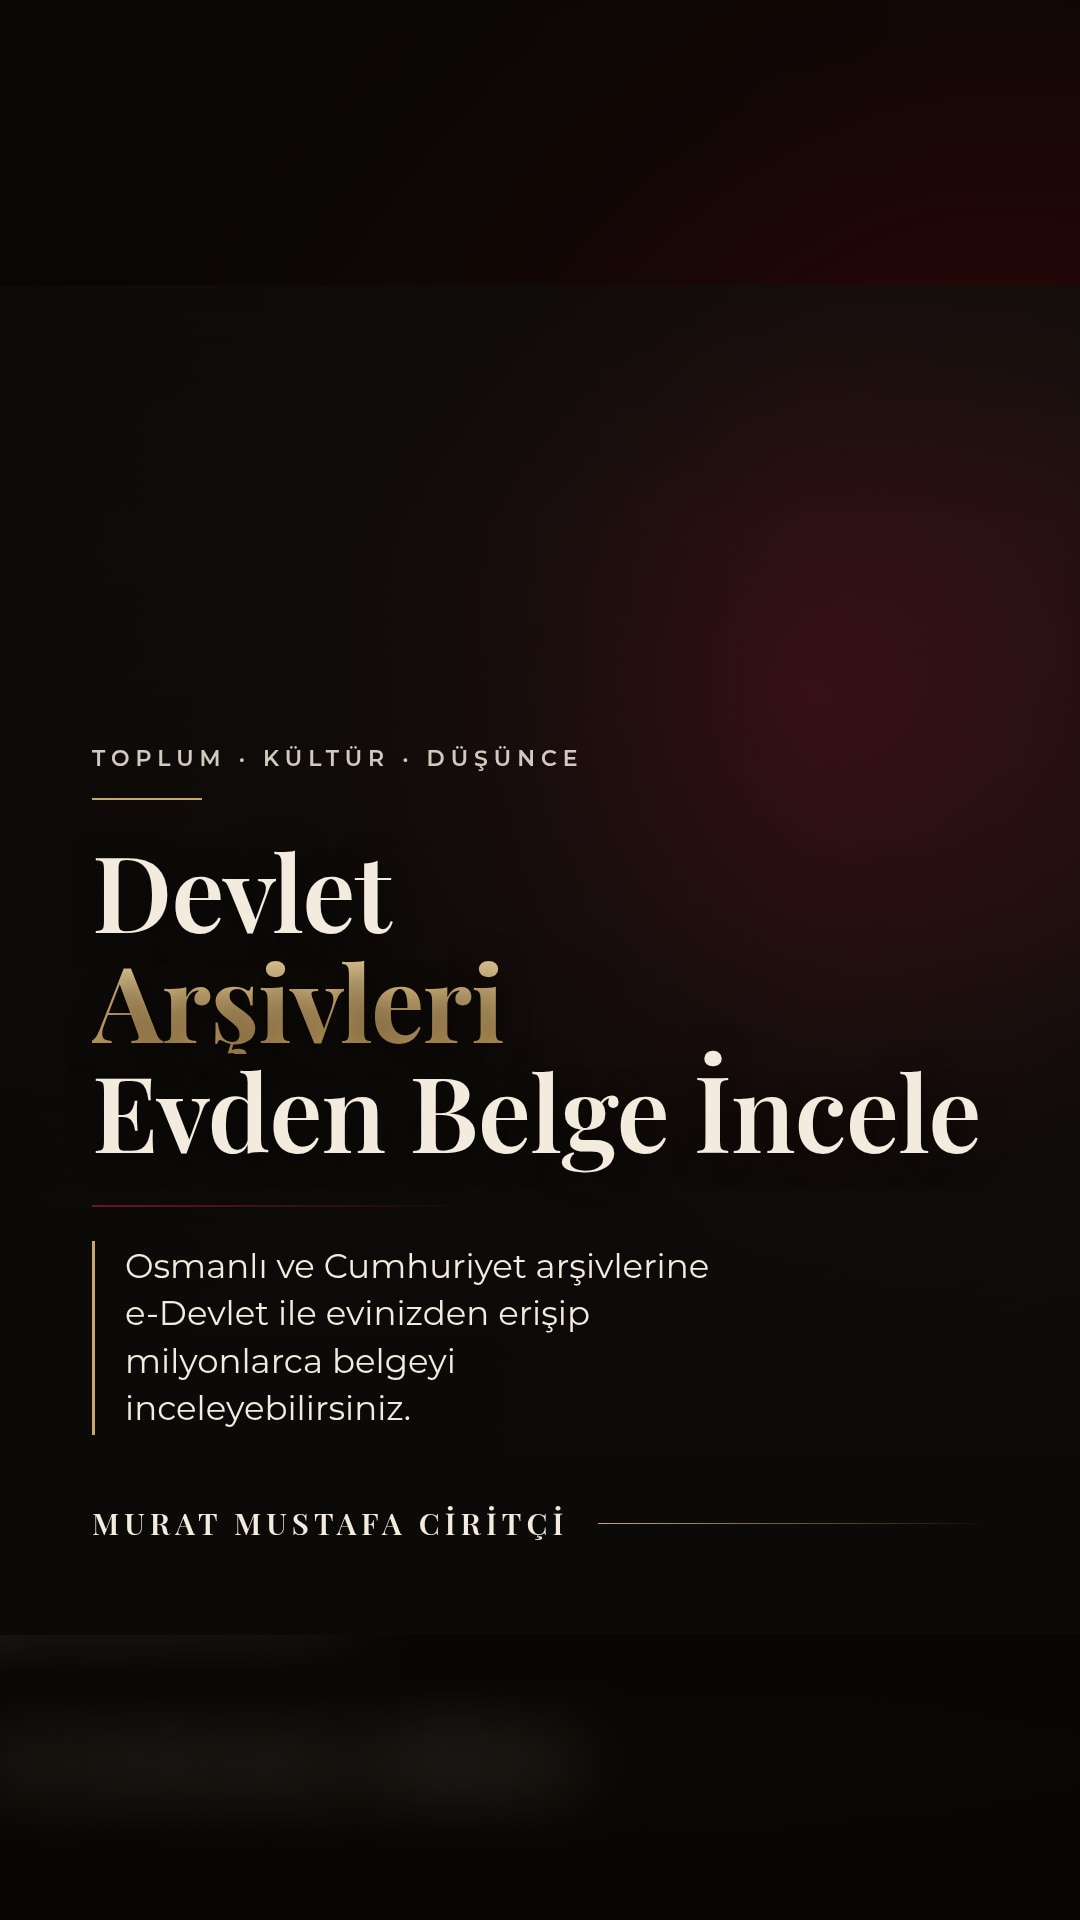 TOPLUM · KÜLTÜR · DÜŞÜNCE
Devlet
Arşivleri
Evden Belge İncele
Osmanlı ve Cumhuriyet arşivlerine
e-Devlet ile evinizden erişip
milyonlarca belgeyi
inceleyebilirsiniz.
MURAT MUSTAFA CİRİTÇİ